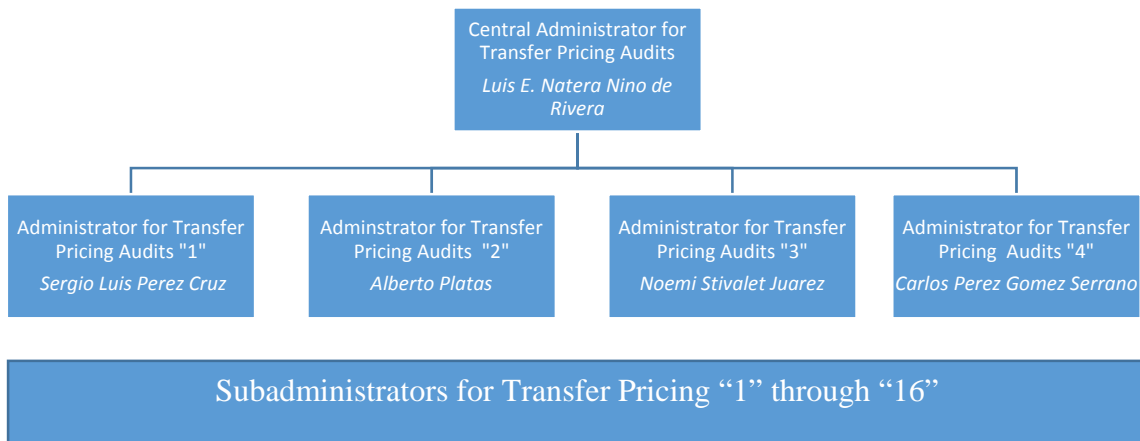 Central Administrator for
Transfer Pricing Audits
Luis E. Natera Nino de
Rivera
Administrator for Transfer
Pricing Audits "1"
Sergio Luis Perez Cruz
Adminstrator for Transfer
Pricing Audits "2"
Alberto Platas
Administrator for Transfer
Pricing Audits "3"
Noemi Stivalet Juarez
Administrator for Transfer
Pricing Audits "4"
Carlos Perez Gomez Serrano
Subadministrators for Transfer Pricing “1” through “16”